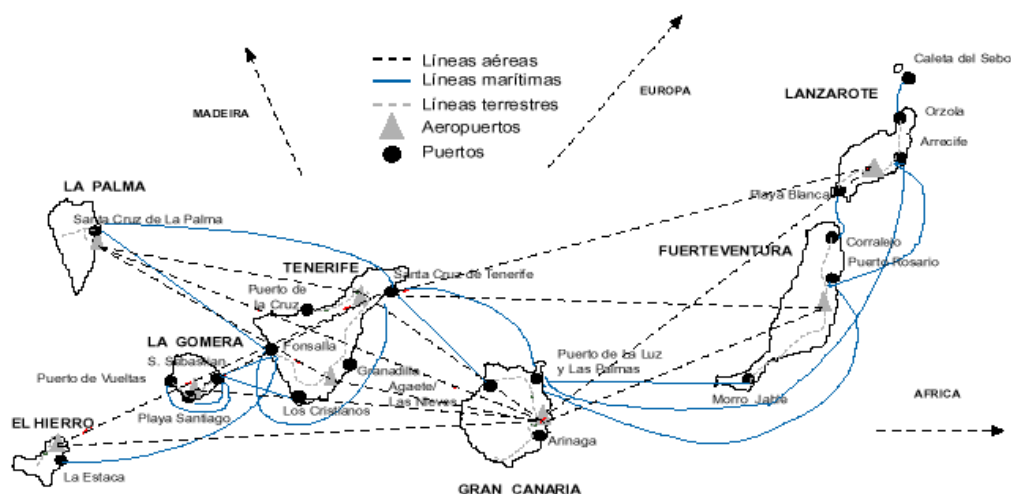 Líneas aéreas
Líneas marítimas
Líneas terrestres
Aeropuertos
Puertos
MADEIRA
EUROPA
LANZAROTE
Caleta del Sebo
Orzola
Arrecife
Playa Blanca
LA PALMA
Santa Cruz de La Palma
FUERTEVENTURA
Corralejo
Puerto Rosario
TENERIFE
Santa Cruz de Tenerife
Puerto de
la Cruz
LA GOMERA
S. Sebastian
Fonsalia
Puerto de Vueltas
Granadilla
Agaete/
Las Nieves
Puerto de La Luz
y Las Palmas
Playa Santiago
Los Cristianos
Morro Jable
AFRICA
EL HIERRO
Arinaga
La Estaca
GRAN CANARIA